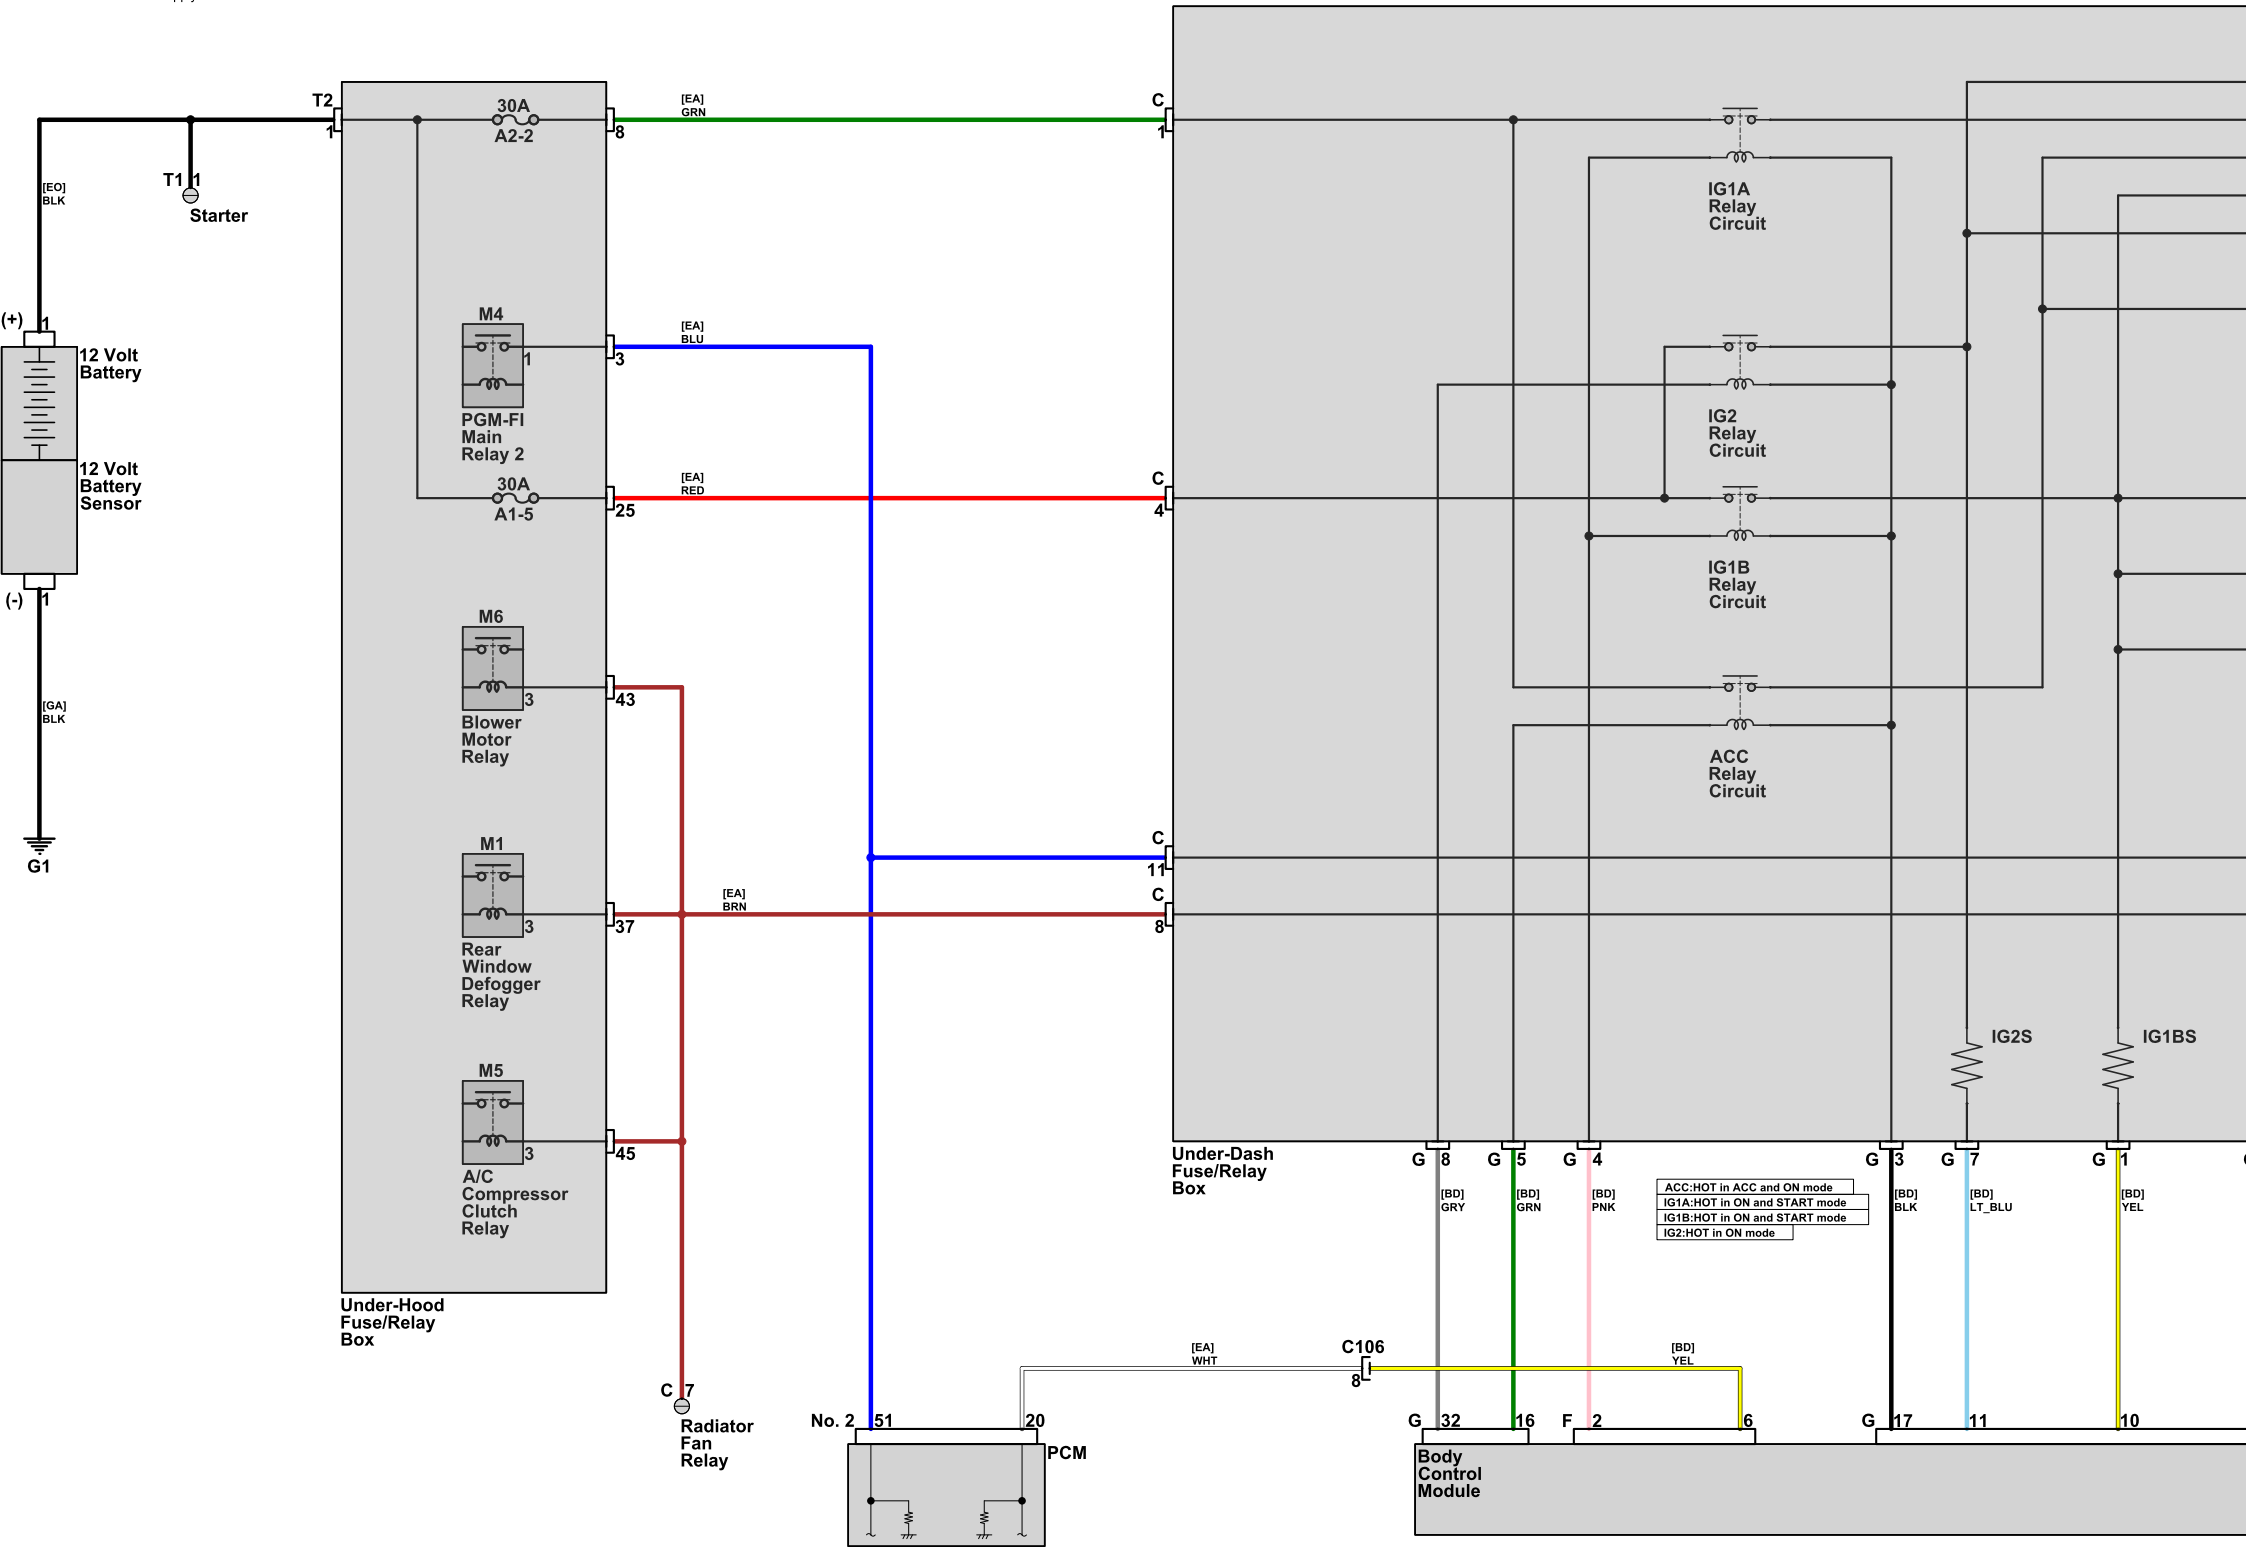 T2
1
30A
A2-2
8
[EA]
GRN
C
1
[EO]
BLK
T1 1
Starter
IG1A
Relay
Circuit
(+)
1
12 Volt
Battery
M4
1
3
[EA]
BLU
PGM-FI
Main
Relay 2
IG2
Relay
Circuit
12 Volt
Battery
Sensor
30A
A1-5
25
[EA]
RED
C
4
IG1B
Relay
Circuit
(-)
1
M6
3
43
Blower
Motor
Relay
[GA]
BLK
ACC
Relay
Circuit
G1
M1
3
37
[EA]
BRN
C
11
C
8
Rear
Window
Defogger
Relay
IG2S
IG1BS
M5
3
45
A/C
Compressor
Clutch
Relay
Under-Hood
Fuse/Relay
Box
Under-Dash
Fuse/Relay
Box
G 8
G 5
G 4
G 3
G 7
G 1
[BD]
GRY
[BD]
GRN
[BD]
PNK
ACC:HOT in ACC and ON mode
IG1A:HOT in ON and START mode
IG1B:HOT in ON and START mode
IG2:HOT in ON mode
[BD]
BLK
[BD]
LT_BLU
[BD]
YEL
[EA]
WHT
C106
8
[BD]
YEL
C 7
Radiator
Fan
Relay
No. 2 51
20
PCM
G 32
16
F 2
6
G 17
11
10
Body
Control
Module